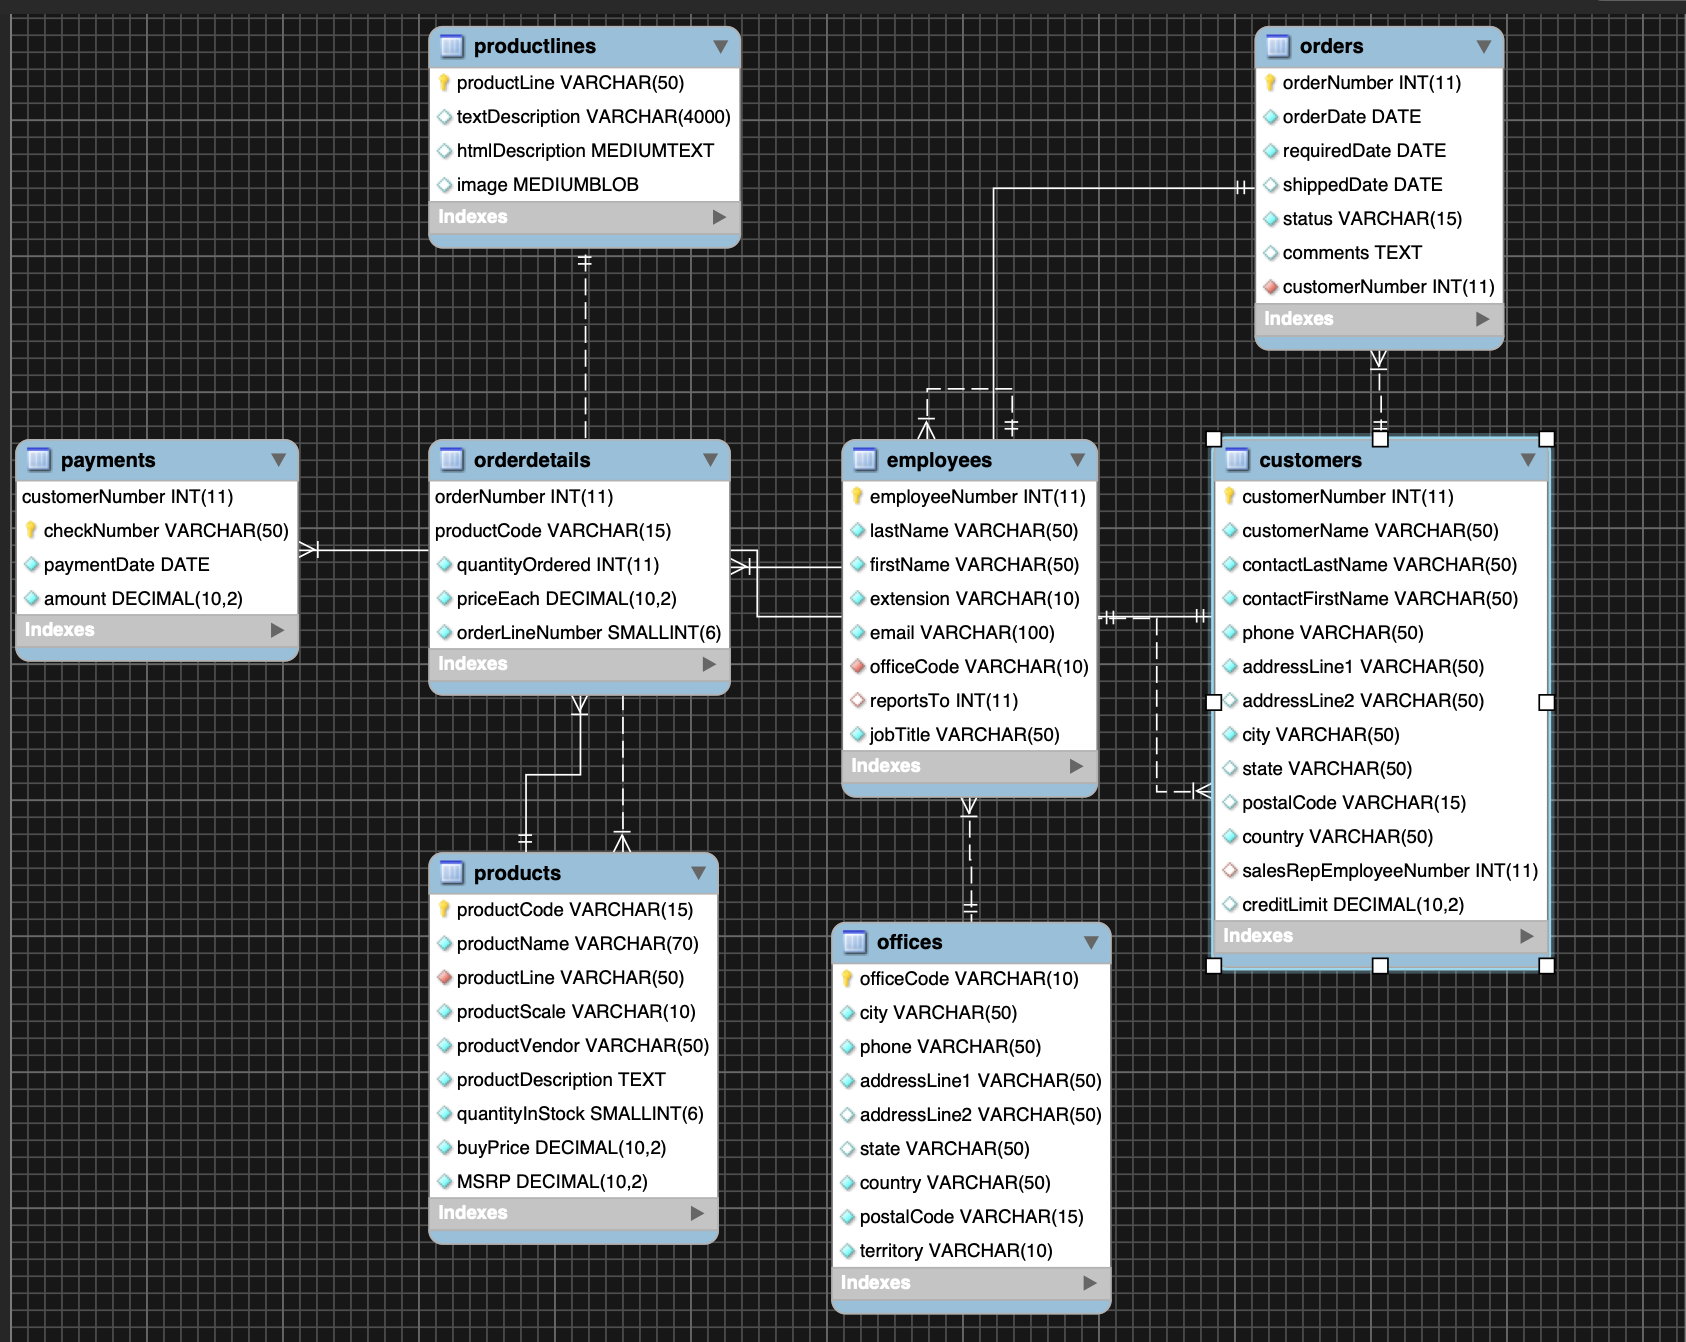 productlines
productLine VARCHAR(50)
textDescription VARCHAR(4000)
htmlDescription MEDIUMTEXT
image MEDIUMBLOB
Indexes
orders
orderNumber INT(11)
orderDate DATE
requiredDate DATE
shippedDate DATE
status VARCHAR(15)
comments TEXT
customerNumber INT(11)
Indexes
payments
customerNumber INT(11)
checkNumber VARCHAR(50)
paymentDate DATE
amount DECIMAL(10,2)
Indexes
orderdetails
orderNumber INT(11)
productCode VARCHAR(15)
quantityOrdered INT(11)
priceEach DECIMAL(10,2)
orderLineNumber SMALLINT(6)
Indexes
employees
employeeNumber INT(11)
lastName VARCHAR(50)
firstName VARCHAR(50)
extension VARCHAR(10)
email VARCHAR(100)
officeCode VARCHAR(10)
reportsTo INT(11)
jobTitle VARCHAR(50)
Indexes
customers
customerNumber INT(11)
customerName VARCHAR(50)
contactLastName VARCHAR(50)
contactFirstName VARCHAR(50)
phone VARCHAR(50)
addressLine1 VARCHAR(50)
addressLine2 VARCHAR(50)
city VARCHAR(50)
state VARCHAR(50)
postalCode VARCHAR(15)
country VARCHAR(50)
salesRepEmployeeNumber INT(11)
creditLimit DECIMAL(10,2)
Indexes
products
productCode VARCHAR(15)
productName VARCHAR(70)
productLine VARCHAR(50)
productScale VARCHAR(10)
productVendor VARCHAR(50)
productDescription TEXT
quantityInStock SMALLINT(6)
buyPrice DECIMAL(10,2)
MSRP DECIMAL(10,2)
Indexes
offices
officeCode VARCHAR(10)
city VARCHAR(50)
phone VARCHAR(50)
addressLine1 VARCHAR(50)
addressLine2 VARCHAR(50)
state VARCHAR(50)
country VARCHAR(50)
postalCode VARCHAR(15)
territory VARCHAR(10)
Indexes